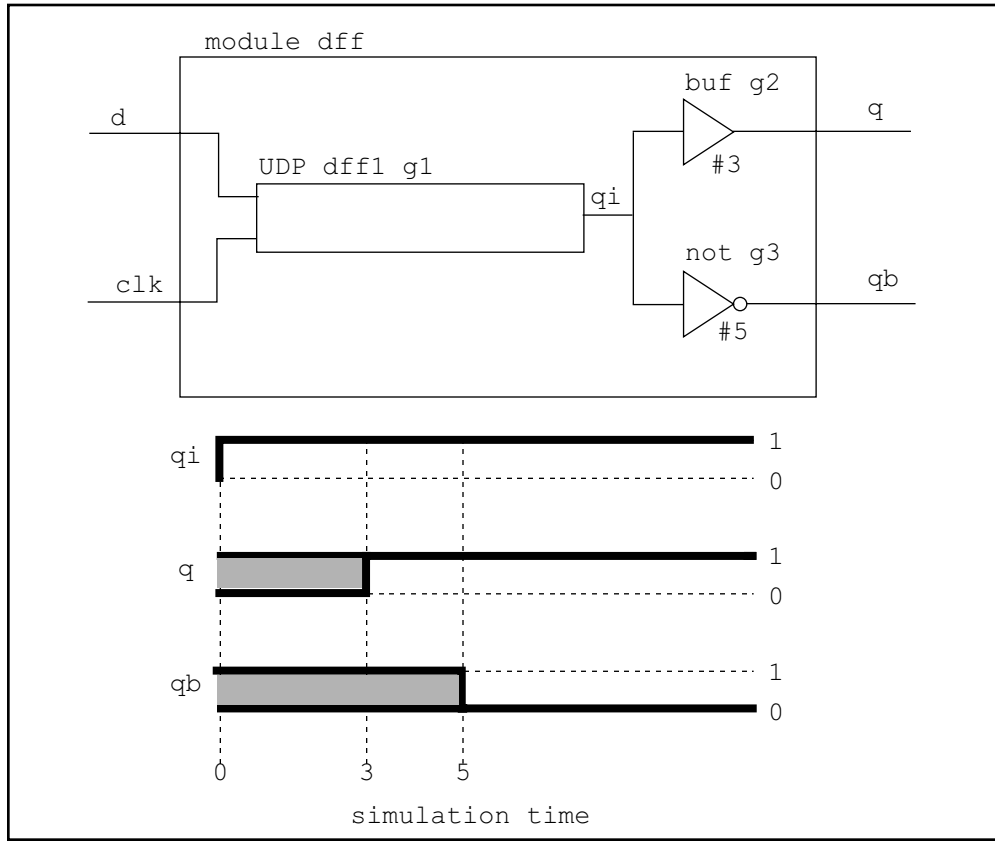 module dff
buf g2
d
q
#3
UDP dff1 g1
qi
not g3
clk
qb
#5
qi
1
0
q
1
0
qb
1
0
0 3 5
simulation time